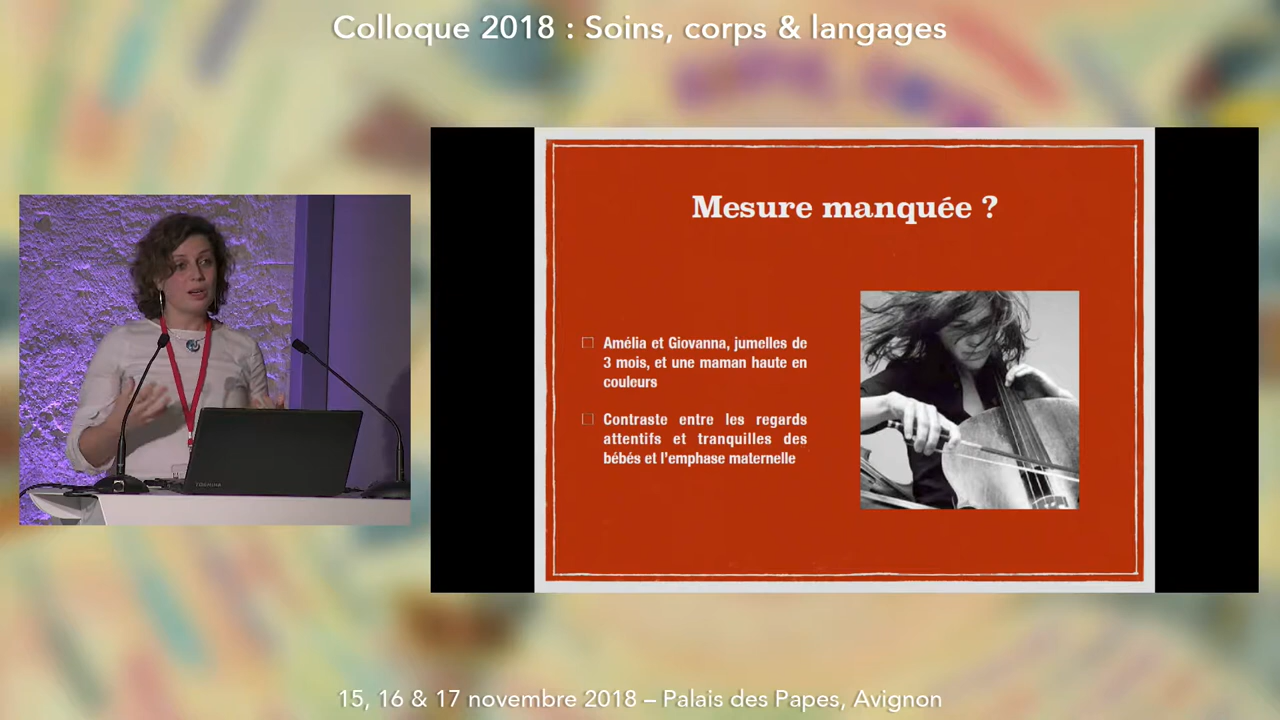 Colloque 2018 : Soins, corps & langages
Mesure manquée ?
Amélia et Giovanna, jumelles de
3 mois, et une maman haute en
couleurs
Contraste entre les regards
attentifs et tranquilles des
bébés et l'emphase maternelle
TOSHIBA
15, 16 & 17 novembre 2018 – Palais des Papes, Avignon